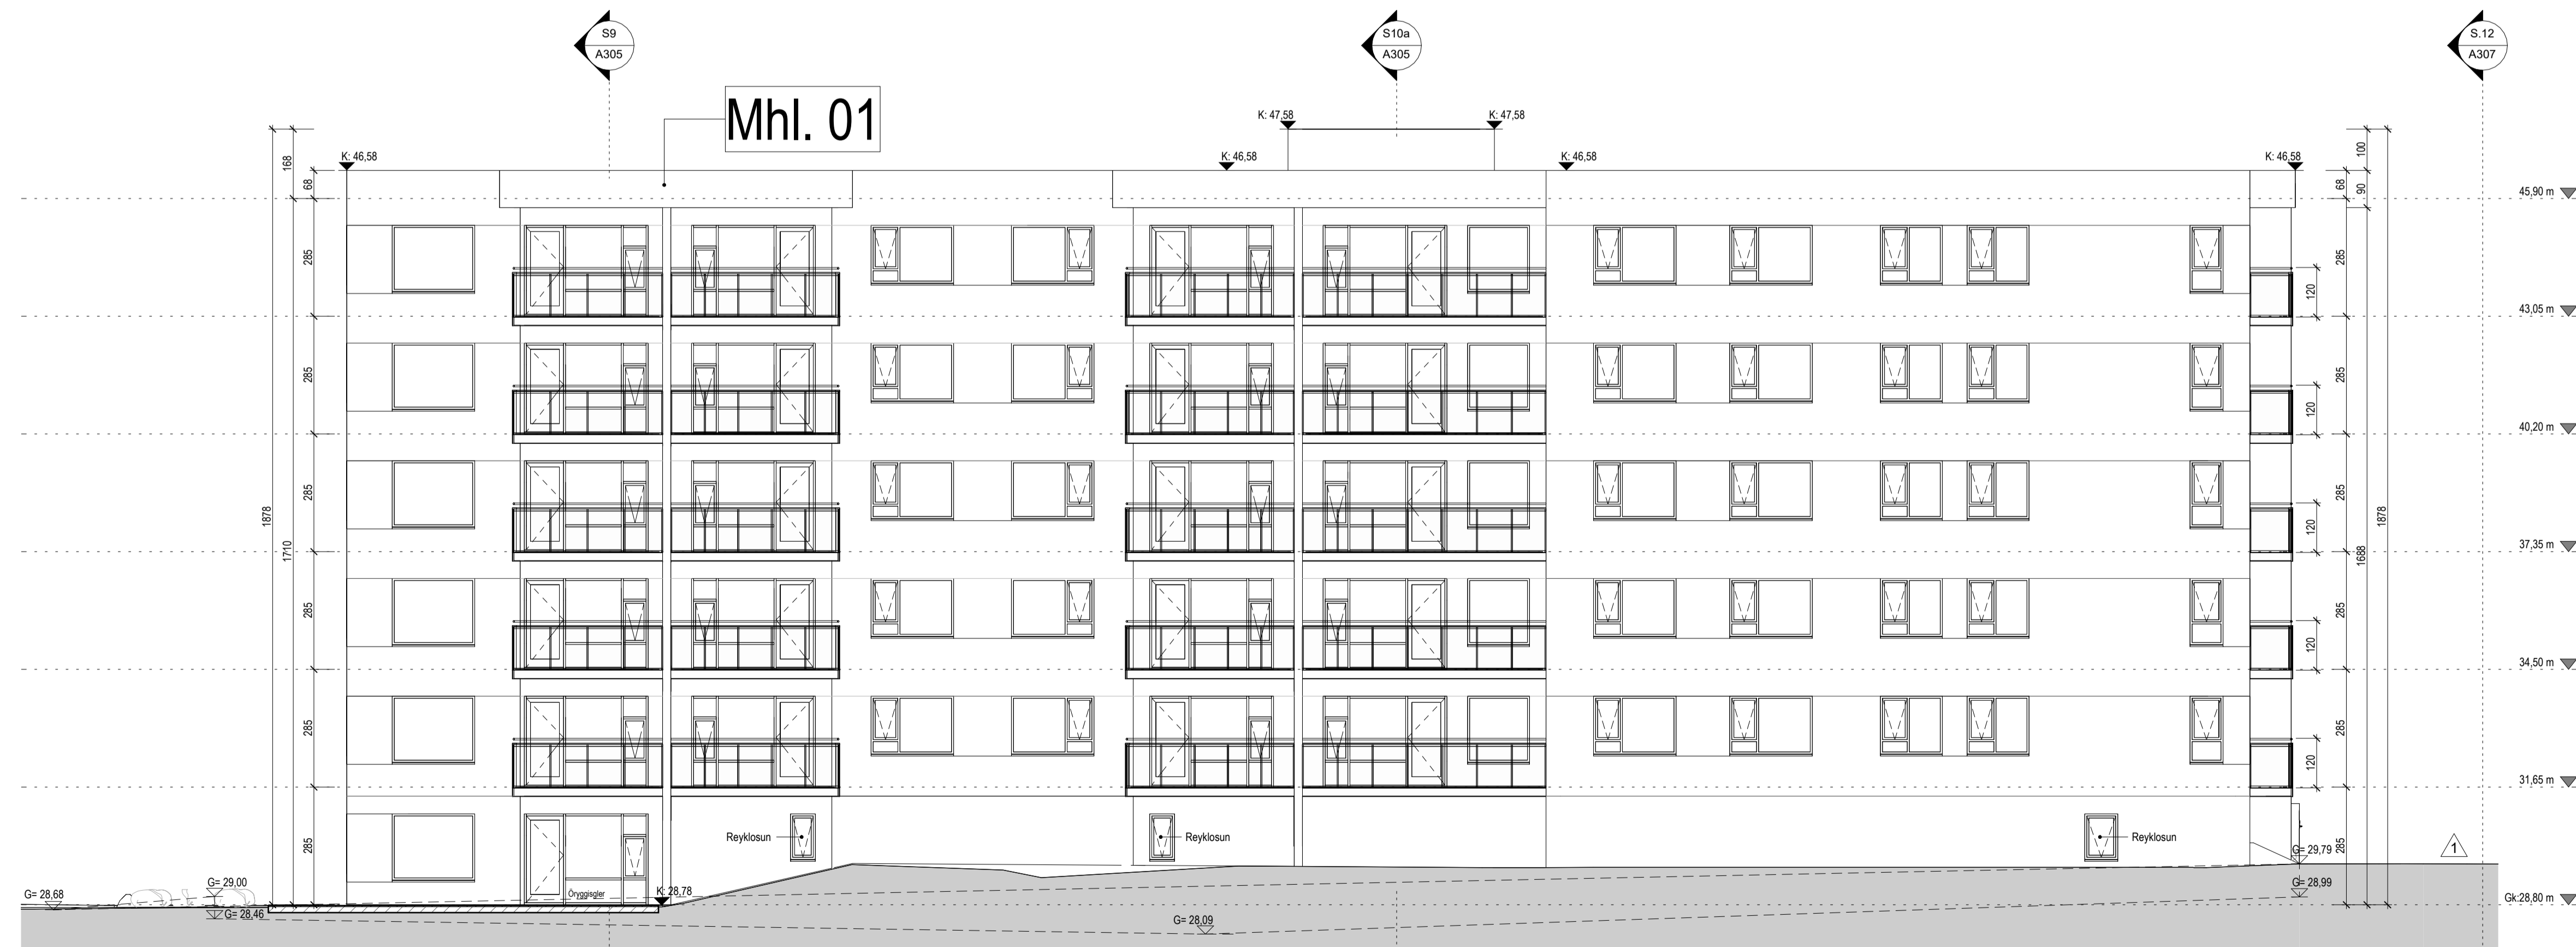 S9
A305
S10a
A305
S.12
A307
Mhl. 01
K: 47,58
K: 47,58
K: 46,58
K: 46,58
K: 46,58
K: 46,58
168
68
100
68
90
45,90 m
285
285
120
43,05 m
285
285
120
40,20 m
285
285
120
1878
1710
1878
1688
37,35 m
285
285
120
34,50 m
285
285
120
31,65 m
285
285
Reyklosun
Reyklosun
Reyklosun
1
G= 29,79
G= 28,68
G= 29,00
Öryggisgler
K: 28,78
G= 28,99
Gk:28,80 m
G= 28,46
G= 28,09